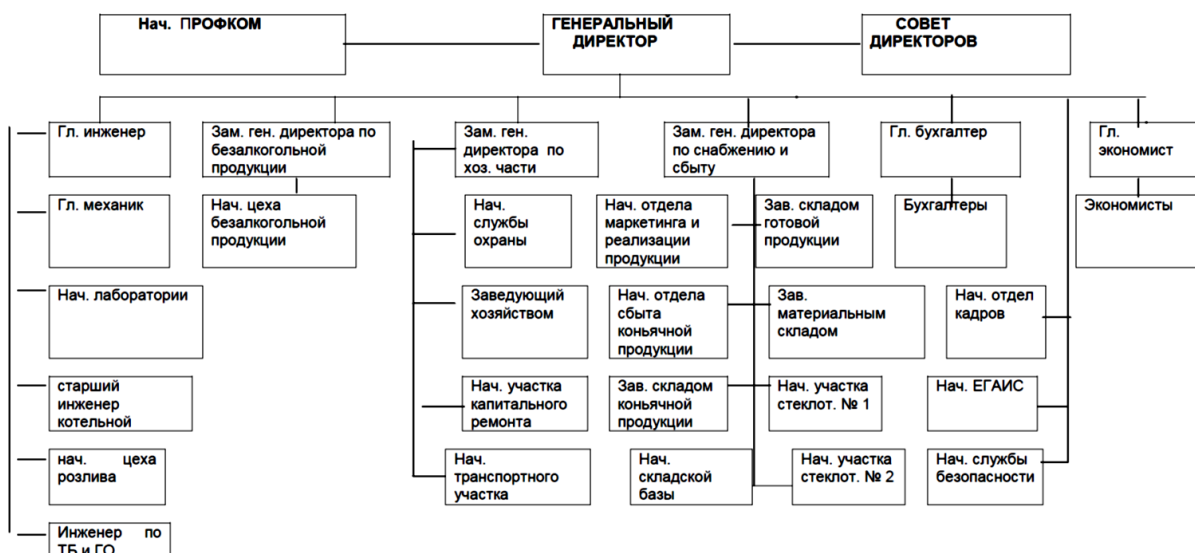 Нач. ПРОФКОМ
ГЕНЕРАЛЬНЫЙ
ДИРЕКТОР
СОВЕТ
ДИРЕКТОРОВ
Гл. инженер
Зам. ген. директора по
безалкогольной
продукции
Зам. ген.
директора по
хоз. части
Зам. ген. директора
по снабжению и
сбыту
Гл. бухгалтер
Гл.
экономист
Гл. механик
Нач. цеха
безалкогольной
продукции
Нач.
службы
охраны
Нач. отдела
маркетинга и
реализации
продукции
Зав. складом
готовой
продукции
Бухгалтеры
Экономисты
Нач. лаборатории
Заведующий
хозяйством
Нач. отдела
сбыта
коньячной
продукции
Зав.
материальным
складом
Нач. отдел
кадров
старший
инженер
котельной
Нач. участка
капитального
ремонта
Зав. складом
коньячной
продукции
Нач. участка
стеклот. № 1
Нач. ЕГАИС
нач. цеха
розлива
Нач.
транспортного
участка
Нач.
складской
базы
Нач. участка
стеклот. № 2
Нач. службы
безопасности
Инженер по
ТБ и ГО